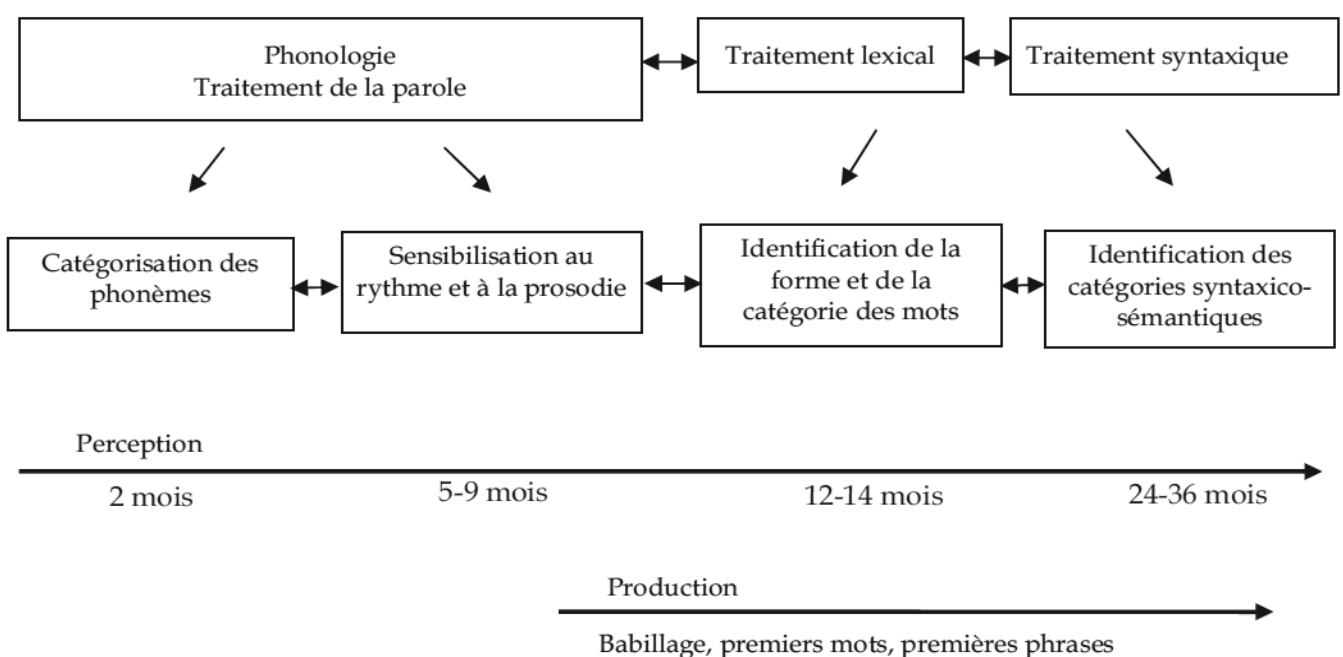 Phonologie
Traitement de la parole
Traitement lexical
Traitement syntaxique
Catégorisation des
phonèmes
Sensibilisation au
rythme et à la prosodie
Identification de la
forme et de la
catégorie des mots
Identification des
catégories syntaxico-
sémantiques
Perception
2 mois
5-9 mois
12-14 mois
24-36 mois
Production
Babillage, premiers mots, premières phrases